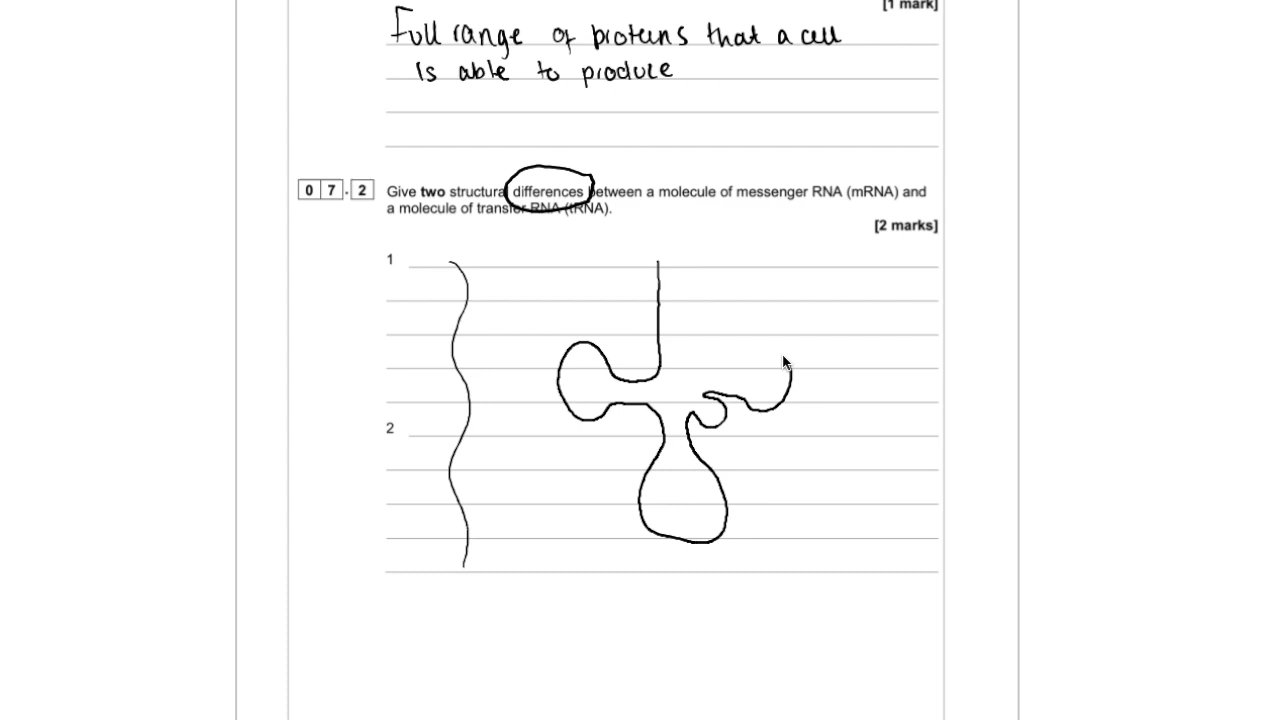 [1 mark]
Full range of proteins that a cell
is able to produce
0 7 . 2 Give two structural differences between a molecule of messenger RNA (mRNA) and
a molecule of transfer RNA (tRNA).
[2 marks]
1
2